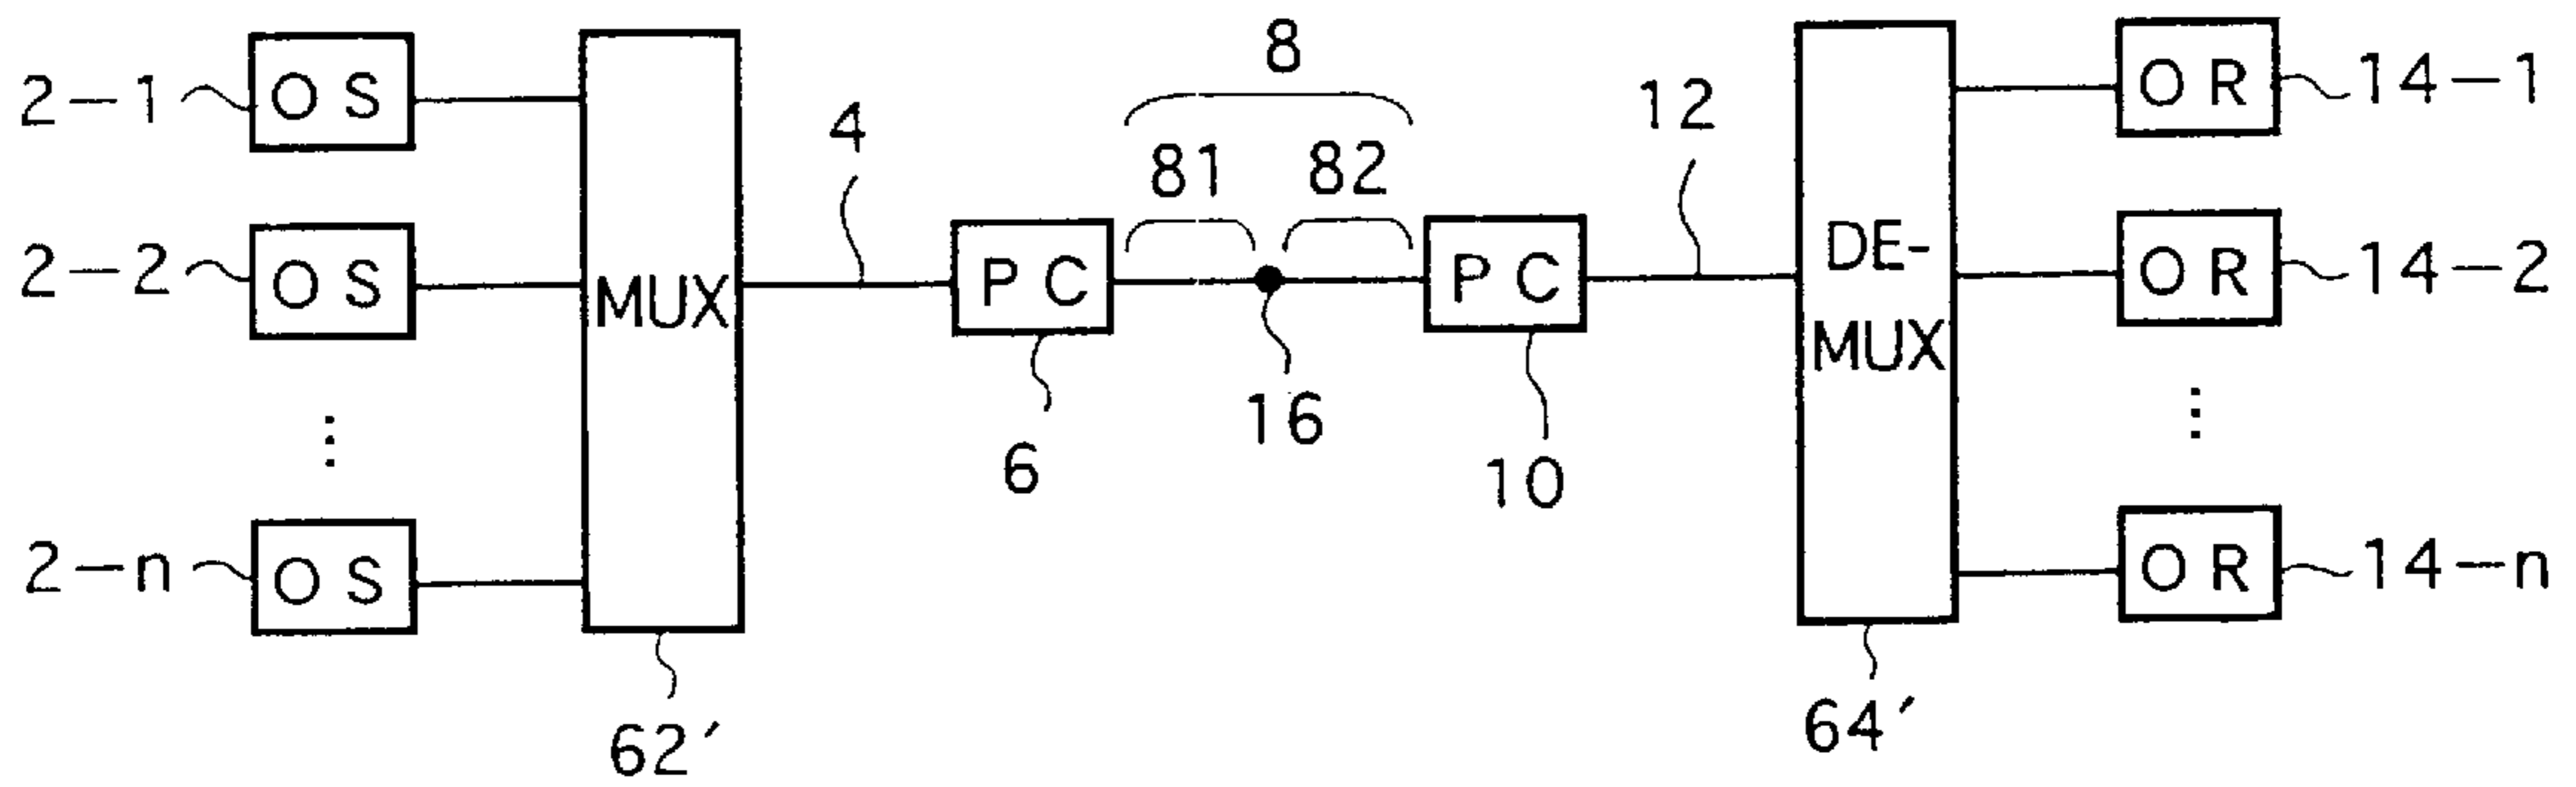 8
2-1 OS 4 12 OR 14-1
81 82
2-2 OS MUX PC PC DE-MUX OR 14-2
16
6 10
2-n OS OR 14-n
62′ 64′